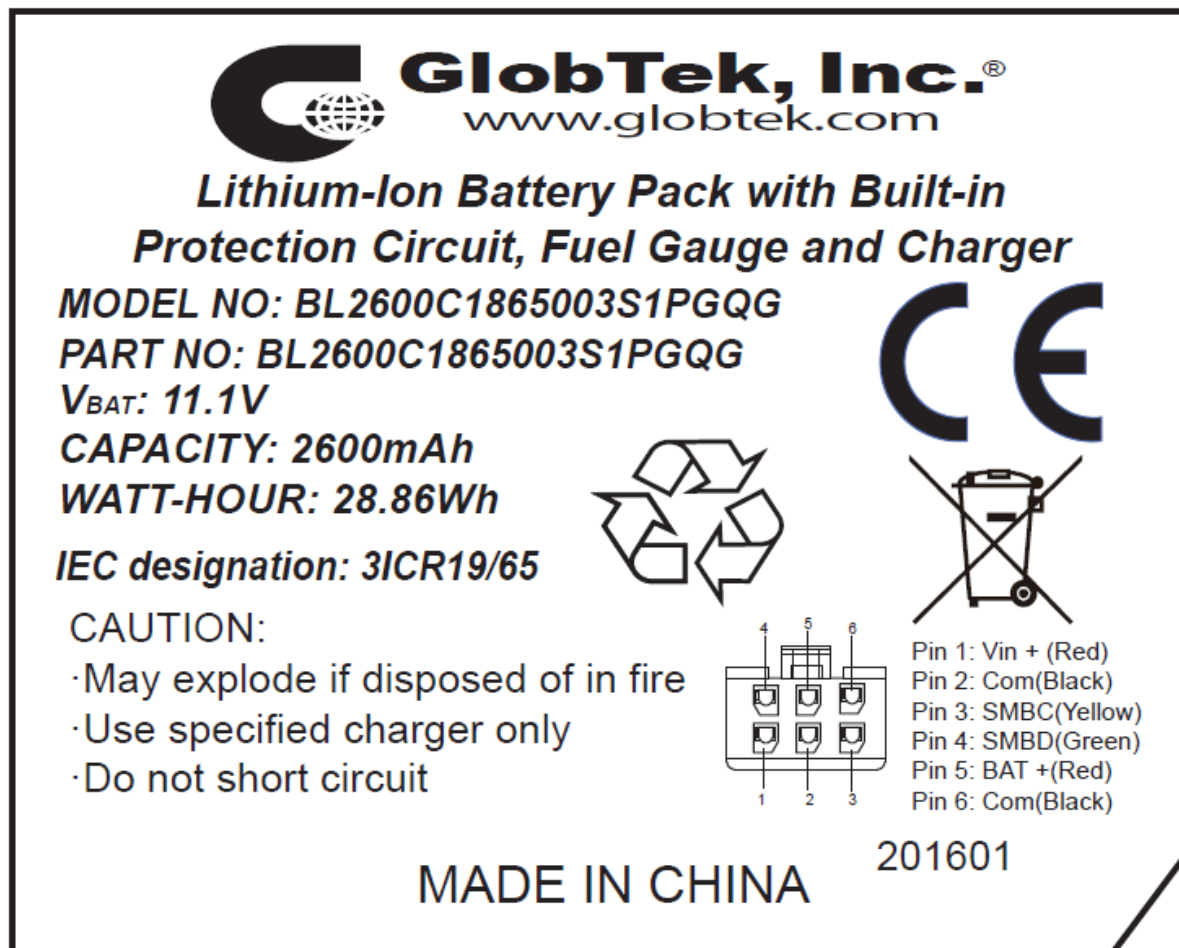 GlobTek, Inc.®
www.globtek.com
Lithium-Ion Battery Pack with Built-in
Protection Circuit, Fuel Gauge and Charger
MODEL NO: BL2600C1865003S1PGQG
PART NO: BL2600C1865003S1PGQG
VBAT: 11.1V
CAPACITY: 2600mAh
WATT-HOUR: 28.86Wh
IEC designation: 3ICR19/65
CE
CAUTION:
·May explode if disposed of in fire
·Use specified charger only
·Do not short circuit
4 5 6
1 2 3
Pin 1: Vin + (Red)
Pin 2: Com(Black)
Pin 3: SMBC(Yellow)
Pin 4: SMBD(Green)
Pin 5: BAT +(Red)
Pin 6: Com(Black)
201601
MADE IN CHINA